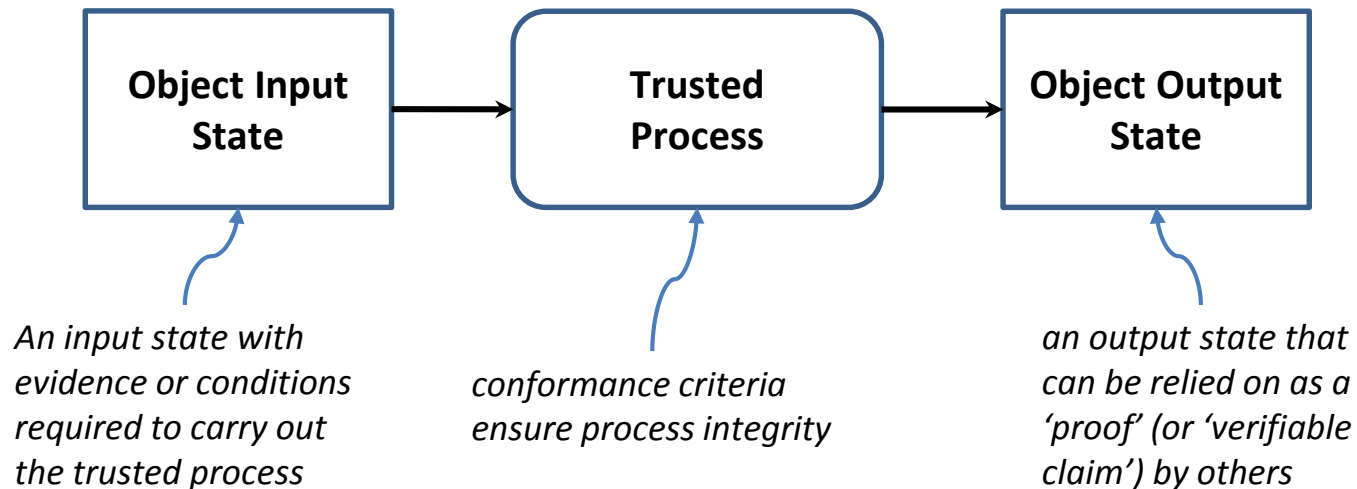 Object Input
State
Trusted
Process
Object Output
State
An input state with
evidence or conditions
required to carry out
the trusted process
conformance criteria
ensure process integrity
an output state that
can be relied on as a
‘proof’ (or ‘verifiable
claim’) by others